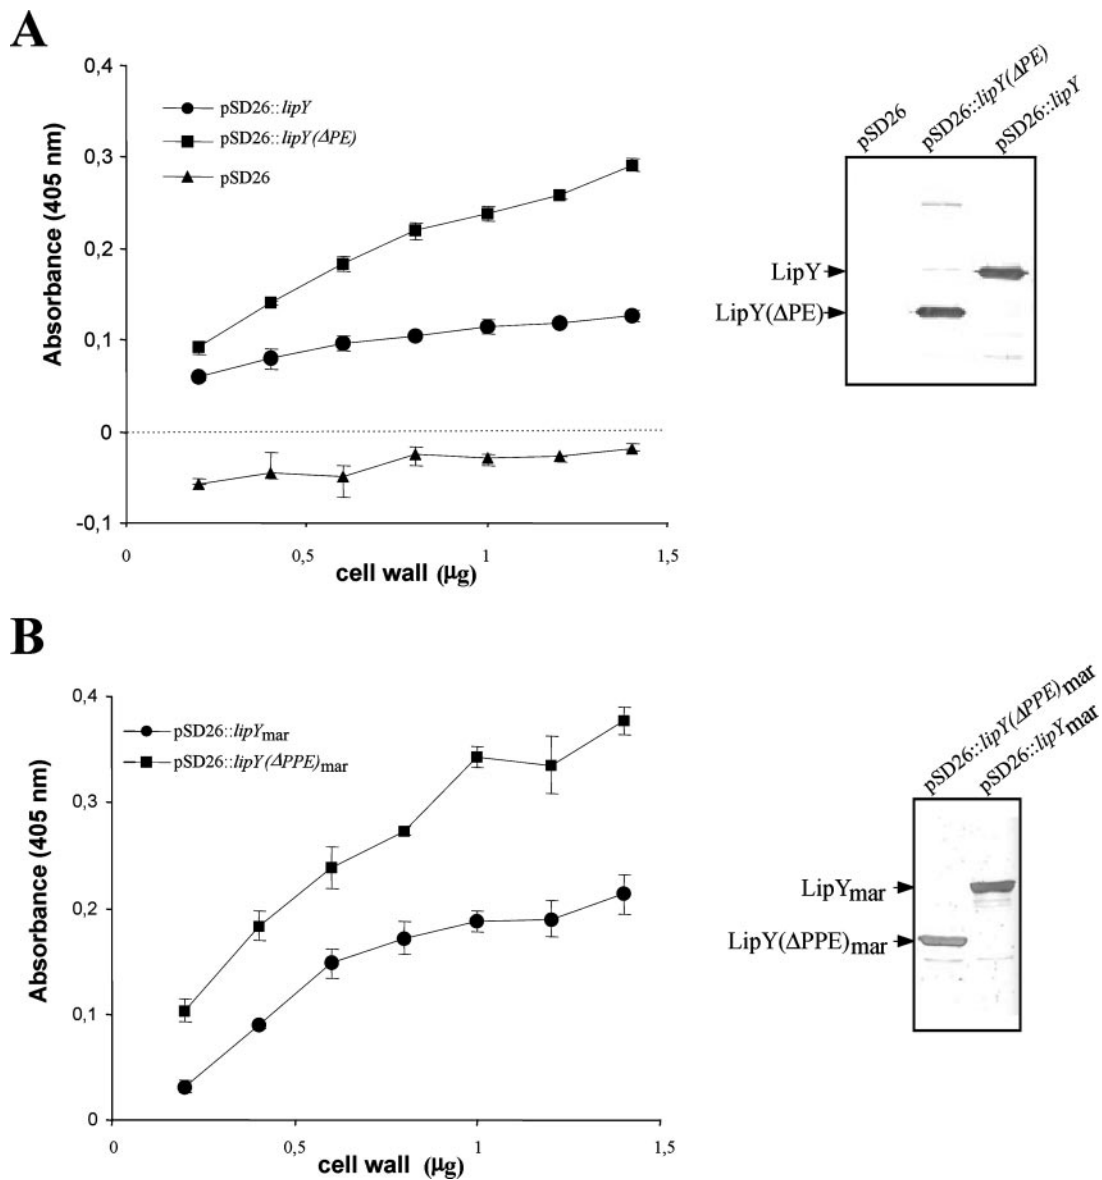 A
0,4
0,3
0,2
0,1
0
-0,1
Absorbance (405 nm)
pSD26::lipY
pSD26::lipY(ΔPE)
pSD26
0
0,5
1
1,5
cell wall (μg)
pSD26
pSD26::lipY(ΔPE)
pSD26::lipY
LipY
LipY(ΔPE)
B
0,4
0,3
0,2
0,1
0
Absorbance (405 nm)
pSD26::lipYmar
pSD26::lipY(ΔPPE)mar
0
0,5
1
1,5
cell wall (μg)
pSD26::lipY(ΔPPE)mar
pSD26::lipYmar
LipYmar
LipY(ΔPPE)mar